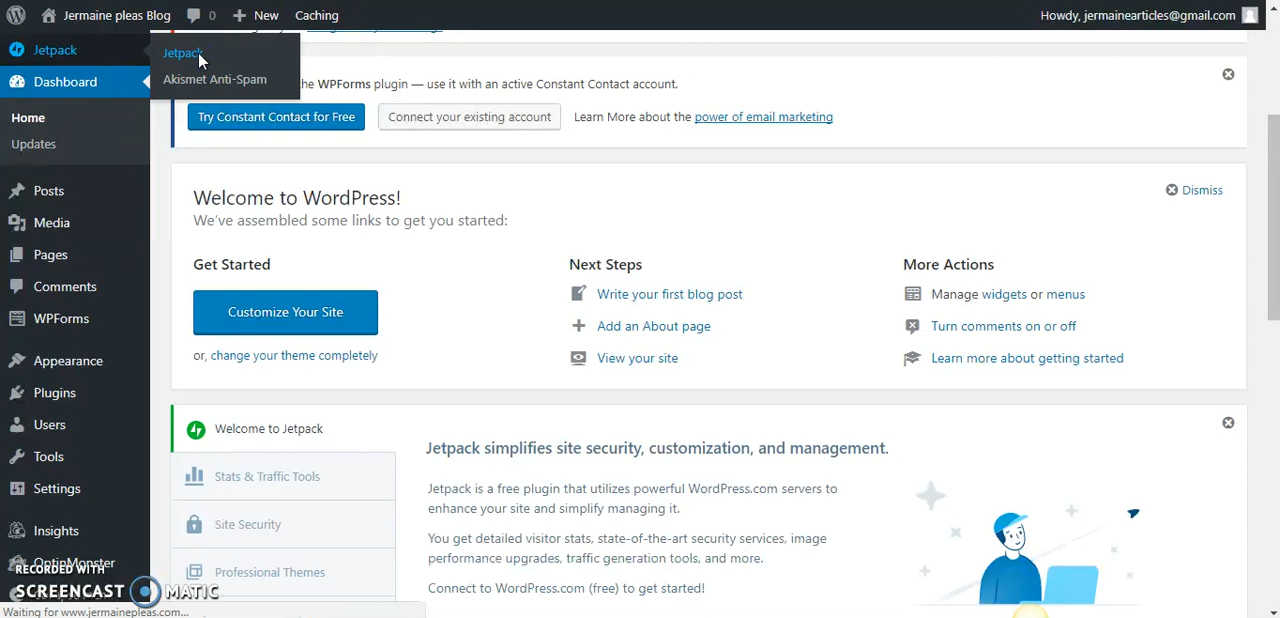 Jermaine pleas Blog 0 New Caching Howdy, jermainearticles@gmail.com
Jetpack
Jetpack
Akismet Anti-Spam
Dashboard
Home
Updates
Posts
Media
Pages
Comments
WPForms
Appearance
Plugins
Users
Tools
Settings
Insights
OptinMonster
WPForms plugin — use it with an active Constant Contact account.
Try Constant Contact for Free Connect your existing account Learn More about the power of email marketing
Welcome to WordPress!
Dismiss
We've assembled some links to get you started:
Get Started
Customize Your Site
or, change your theme completely
Next Steps
Write your first blog post
Add an About page
View your site
More Actions
Manage widgets or menus
Turn comments on or off
Learn more about getting started
Welcome to Jetpack
Stats & Traffic Tools
Site Security
Professional Themes
Jetpack simplifies site security, customization, and management.
Jetpack is a free plugin that utilizes powerful WordPress.com servers to
enhance your site and simplify managing it.
You get detailed visitor stats, state-of-the-art security services, image
performance upgrades, traffic generation tools, and more.
Connect to WordPress.com (free) to get started!
RECORDED WITH
SCREENCAST MATIC
Waiting for www.jermainepleas.com...